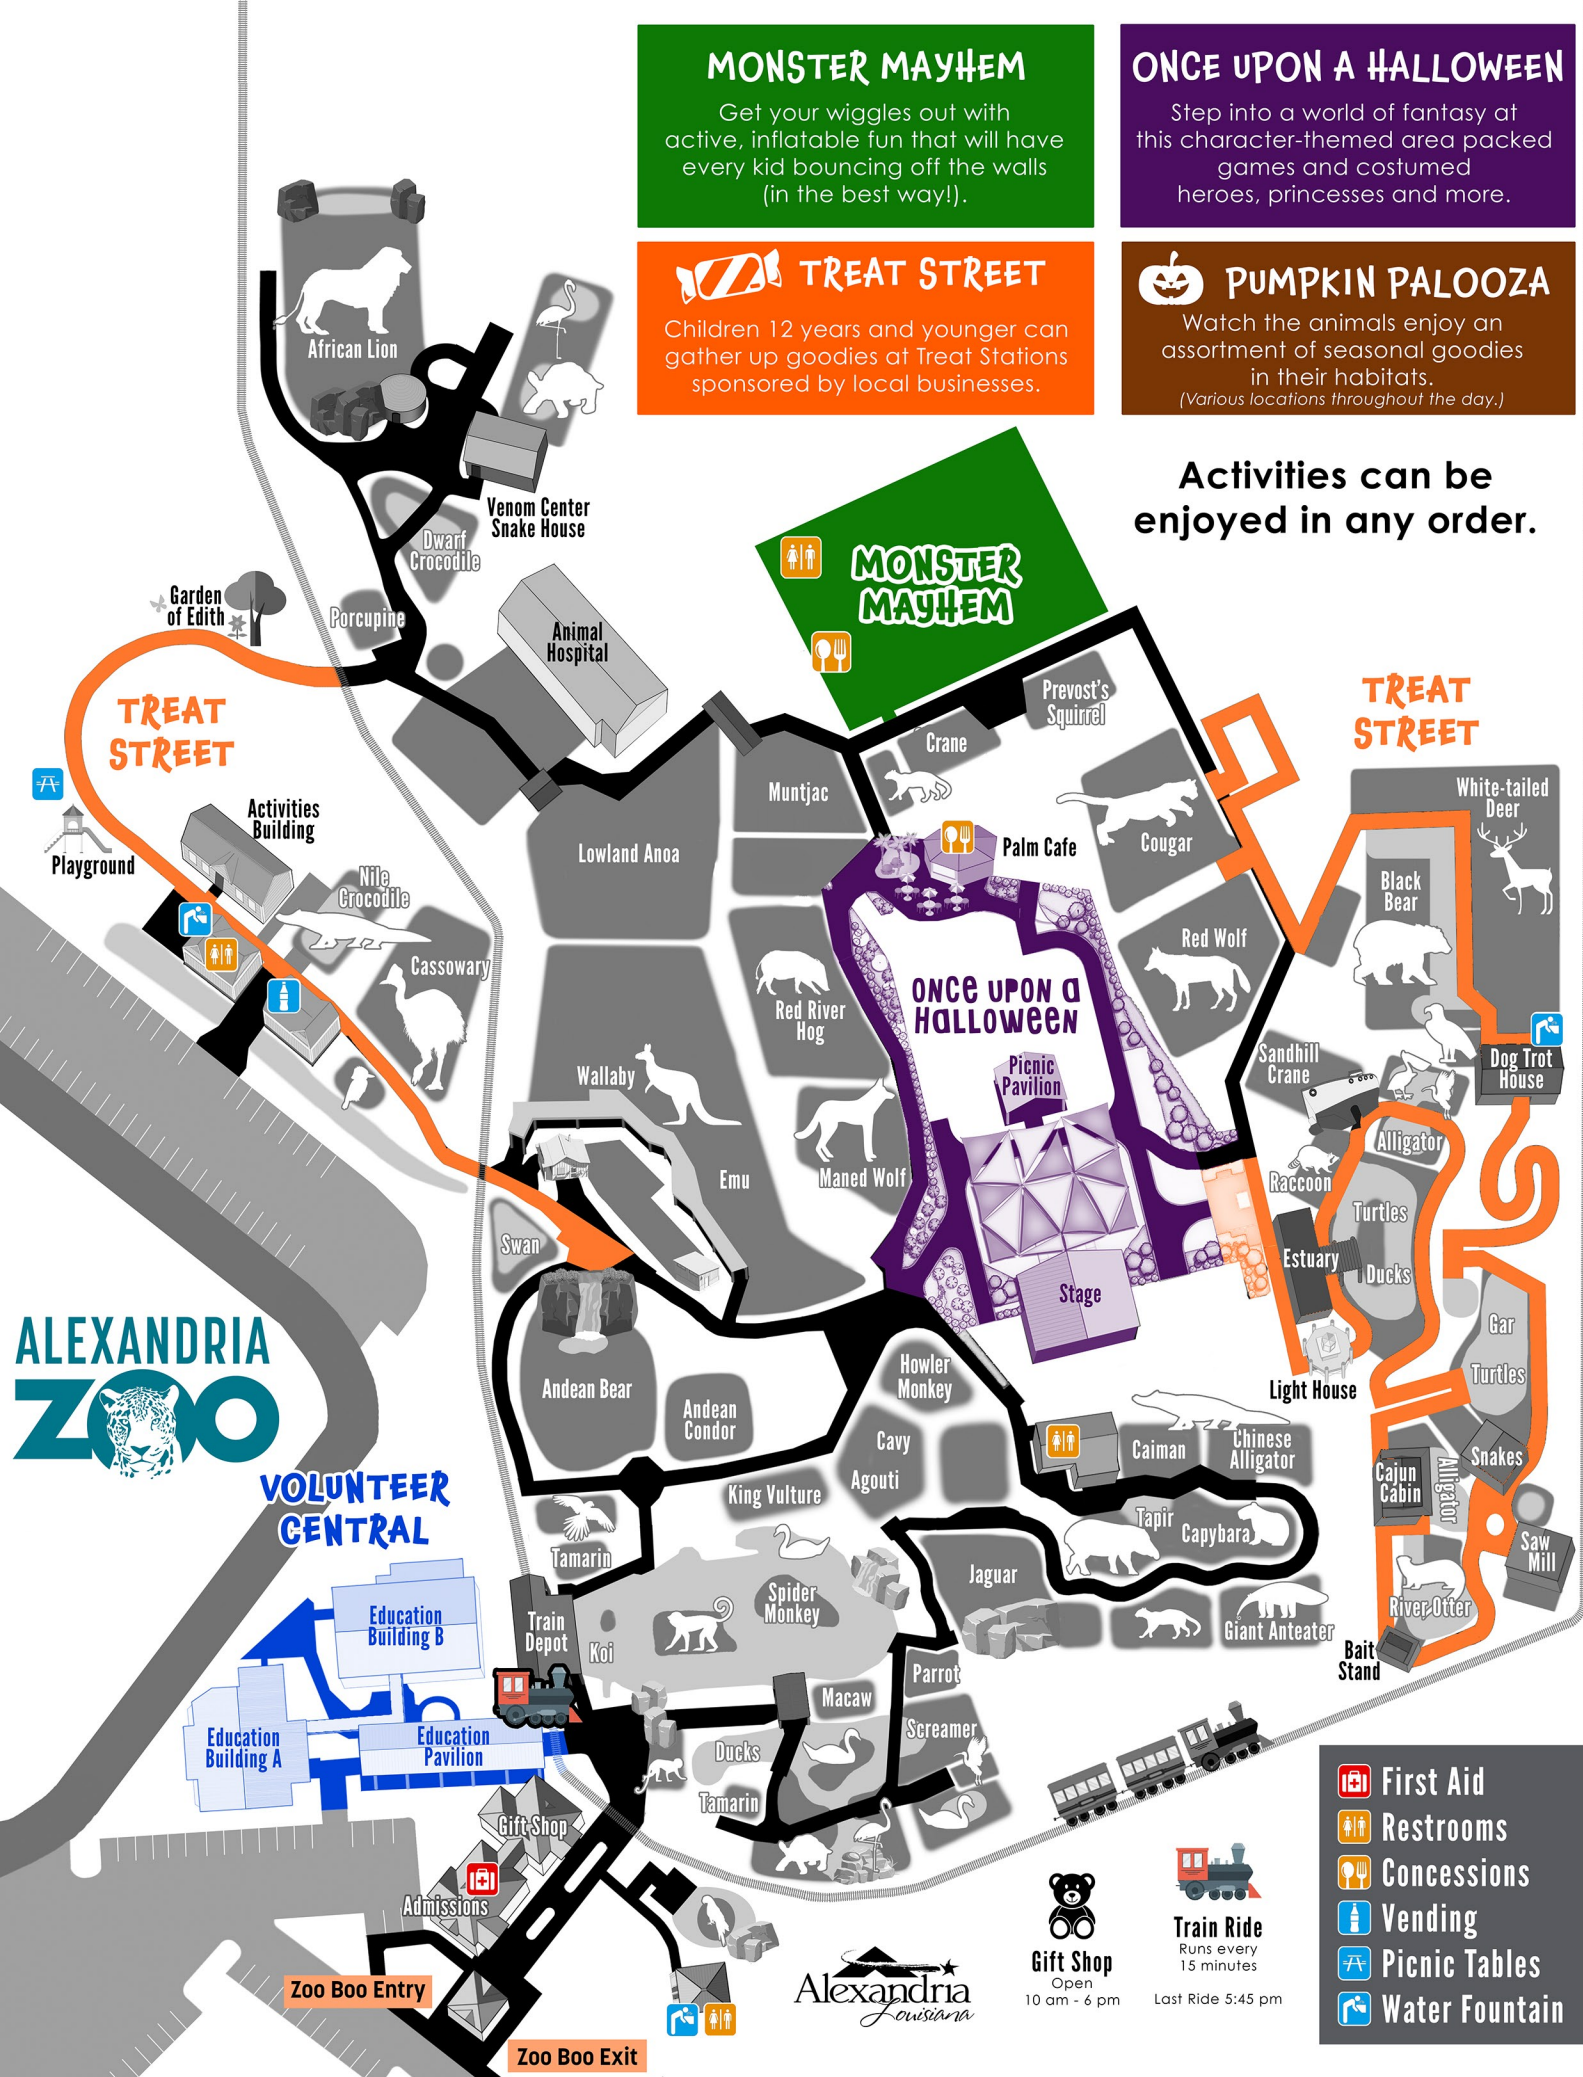 MONSTER MAYHEM
Get your wiggles out with
active, inflatable fun that will have
every kid bouncing off the walls
(in the best way!).
ONCE UPON A HALLOWEEN
Step into a world of fantasy at
this character-themed area packed
games and costumed
heroes, princesses and more.
TREAT STREET
Children 12 years and younger can
gather up goodies at Treat Stations
sponsored by local businesses.
PUMPKIN PALOOZA
Watch the animals enjoy an
assortment of seasonal goodies
in their habitats.
(Various locations throughout the day.)
Activities can be
enjoyed in any order.
African Lion
Venom Center
Snake House
Dwarf
Crocodile
Garden
of Edith
Porcupine
Animal
Hospital
MONSTER
MAYHEM
Prevost's
Squirrel
Crane
TREAT
STREET
TREAT
STREET
Muntjac
Cougar
Palm Cafe
White-tailed
Deer
Activities
Building
Playground
Lowland Anoa
Nile
Crocodile
Black
Bear
Cassowary
Red Wolf
ONCE UPON A
HALLOWEEN
Red River
Hog
Picnic
Pavilion
Sandhill
Crane
Dog Trot
House
Wallaby
Alligator
Emu
Maned Wolf
Raccoon
Turtles
Swan
Estuary
Ducks
Stage
Gar
Turtles
ALEXANDRIA
ZOO
Andean Bear
Andean
Condor
Howler
Monkey
Light House
Cavy
Agouti
Caiman
Chinese
Alligator
Cajun
Cabin
Alligator
Snakes
VOLUNTEER
CENTRAL
King Vulture
Tamarin
Tapir
Capybara
Saw
Mill
Jaguar
Spider
Monkey
River Otter
Giant Anteater
Education
Building B
Train
Depot
Koi
Bait
Stand
Parrot
Macaw
Screamer
Education
Building A
Education
Pavilion
Ducks
Tamarin
Gift Shop
Admissions
Zoo Boo Entry
Zoo Boo Exit
Alexandria
Louisiana
Gift Shop
Open
10 am - 6 pm
Train Ride
Runs every
15 minutes
Last Ride 5:45 pm
First Aid
Restrooms
Concessions
Vending
Picnic Tables
Water Fountain